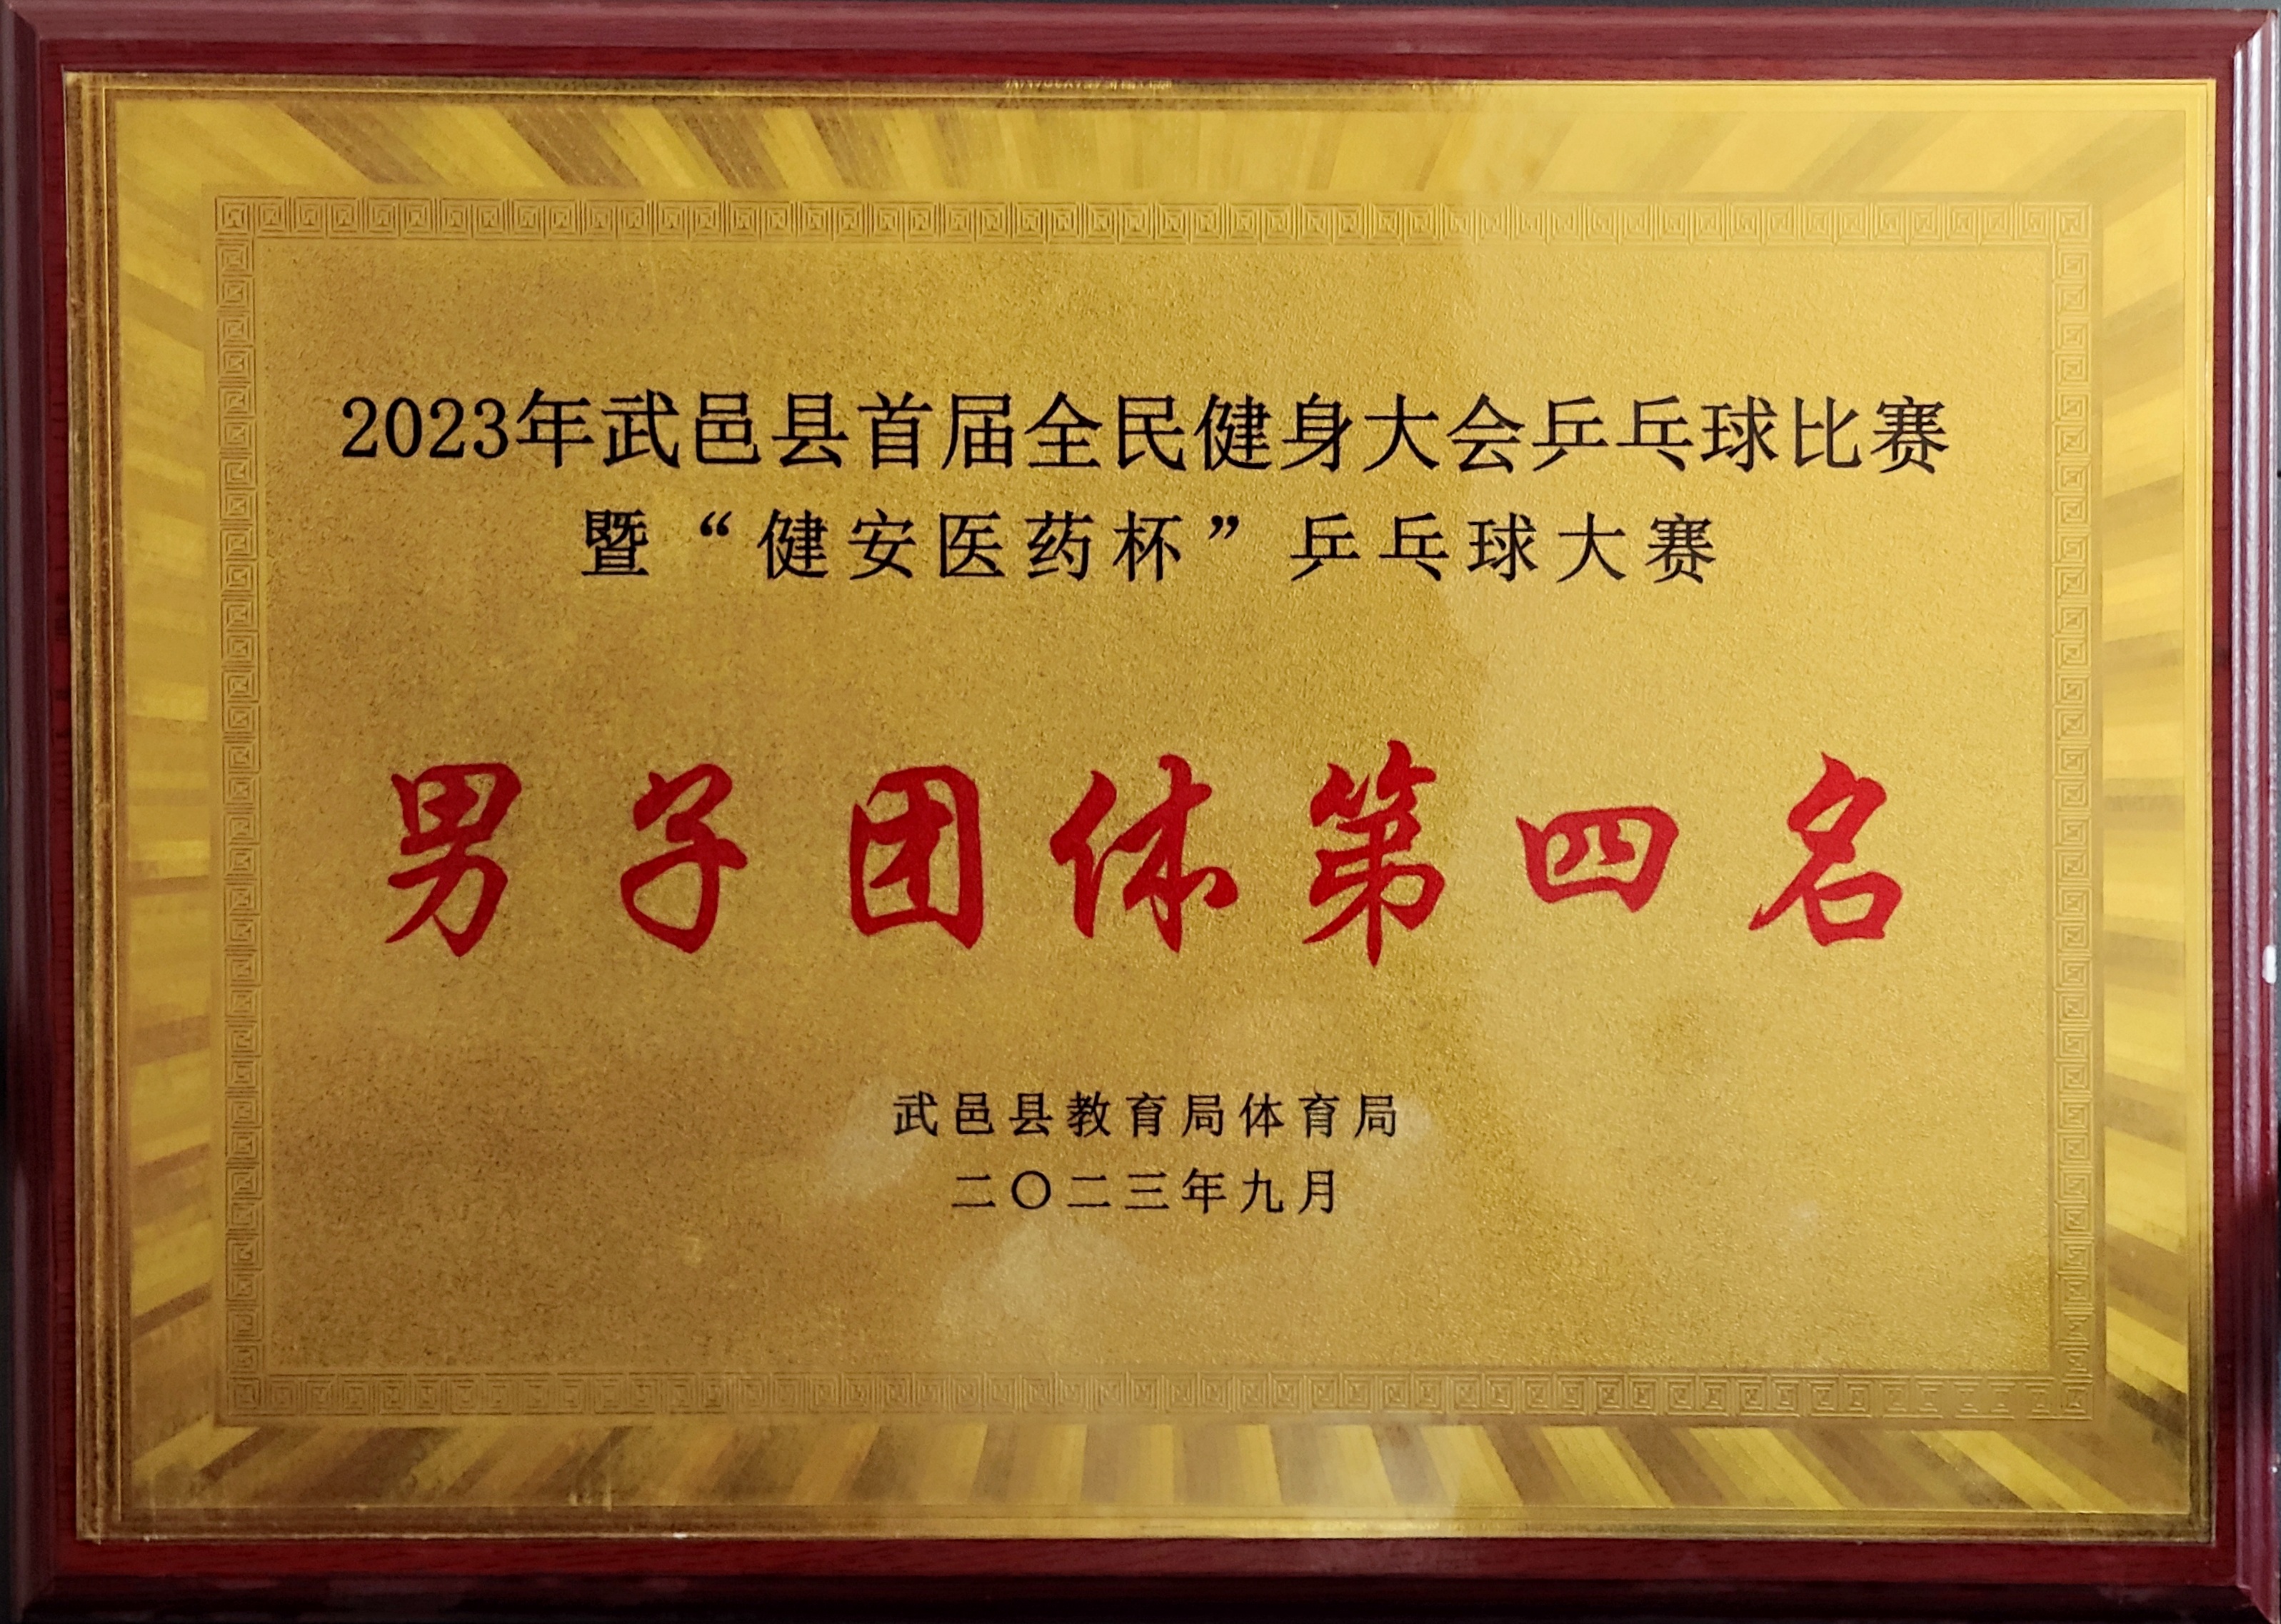 2023年武邑县首届全民健身大会乒乓球比赛
暨“健安医药杯”乒乓球大赛
男子团体第四名
武邑县教育局体育局
二〇二三年九月